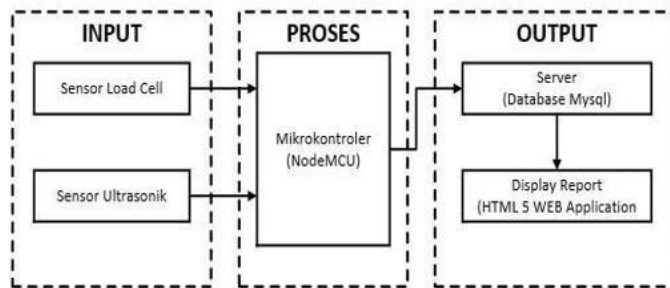 INPUT
Sensor Load Cell
Sensor Ultrasonik
PROSES
Mikrokontroler
(NodeMCU)
OUTPUT
Server
(Database Mysql)
Display Report
(HTML 5 WEB Application